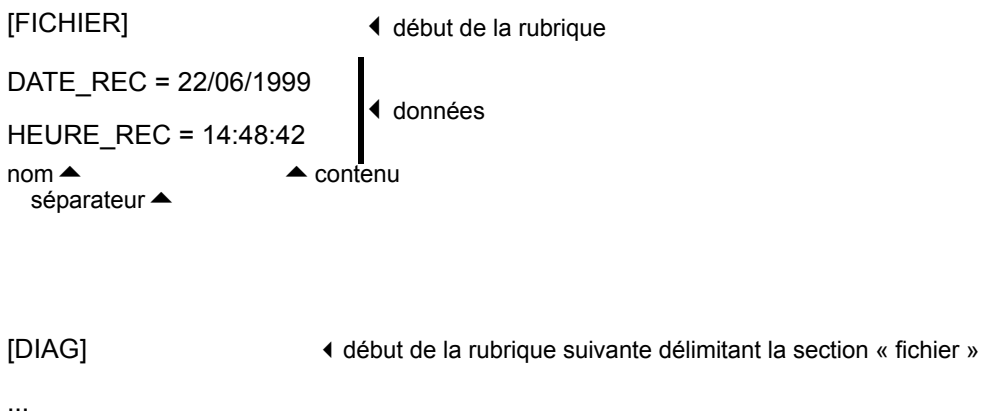 [FICHIER] ◀ début de la rubrique
DATE_REC = 22/06/1999
◀ données
HEURE_REC = 14:48:42
nom ▲ ▲ contenu
séparateur ▲
[DIAG] ◀ début de la rubrique suivante délimitant la section « fichier »
...